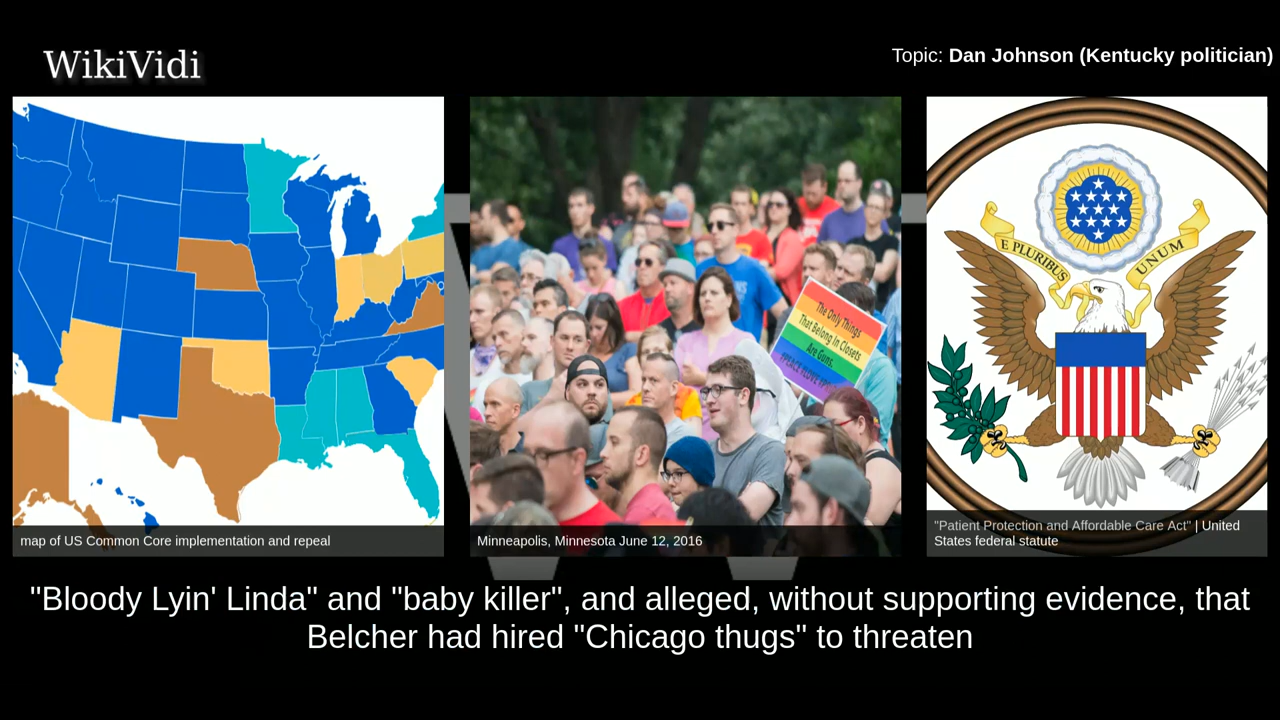 WikiVidi
Topic: Dan Johnson (Kentucky politician)
The Only Things
That Belong In Closets
Are Guns.
E PLURIBUS
UNUM
map of US Common Core implementation and repeal
Minneapolis, Minnesota June 12, 2016
"Patient Protection and Affordable Care Act" | United
States federal statute
"Bloody Lyin' Linda" and "baby killer", and alleged, without supporting evidence, that
Belcher had hired "Chicago thugs" to threaten